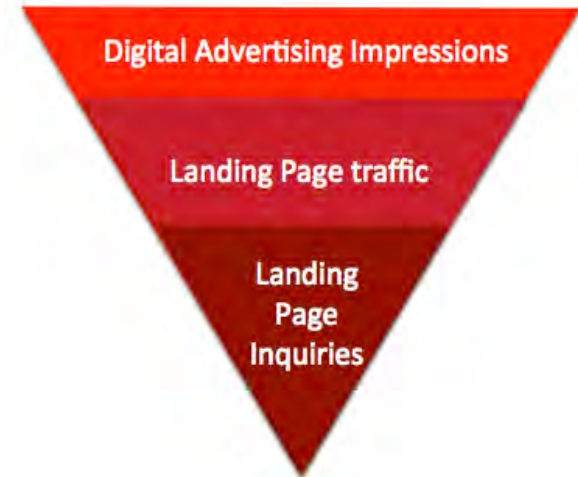 Digital Advertising Impressions
Landing Page traffic
Landing
Page
Inquiries